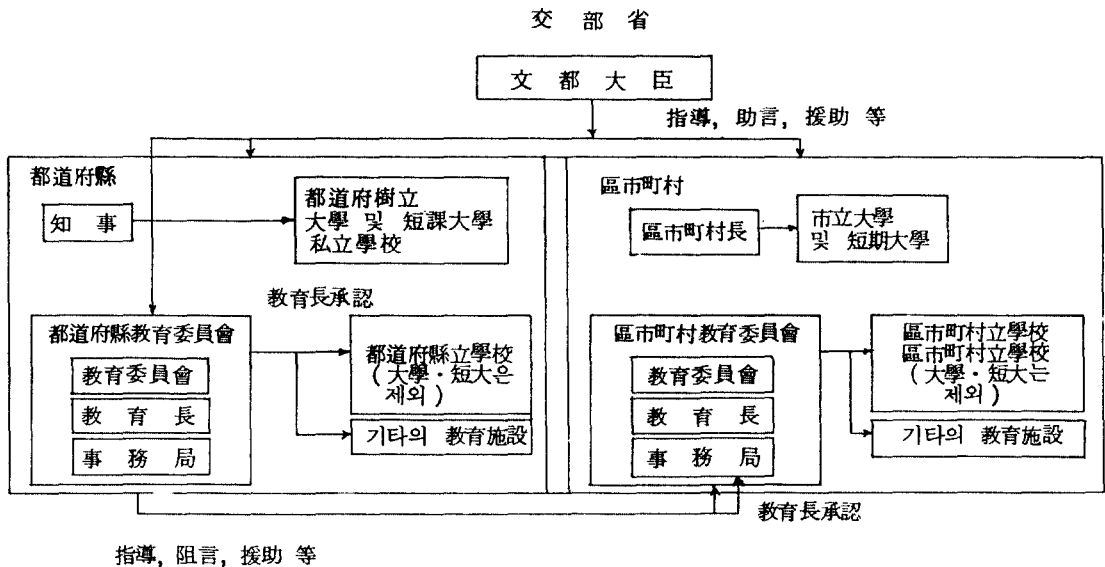 交 部 省
文 都 大 臣
指導, 助言, 援助 等
都道府縣
知 事
都道府樹立
大學 및 短課大學
私立學校
教育長承認
都道府縣教育委員會
教育委員會
教 育 長
事 務 局
都道府縣立學校
( 大學・短大은
제외 )
기타의 教育施設
區市町村
區市町村長
市立大學
및 短期大學
區市町村教育委員會
教育委員會
教 育 長
事 務 局
區市町村立學校
區市町村立學校
( 大學・短大는
제외 )
기타의 教育施設
教育長承認
指導, 阻言, 援助 等